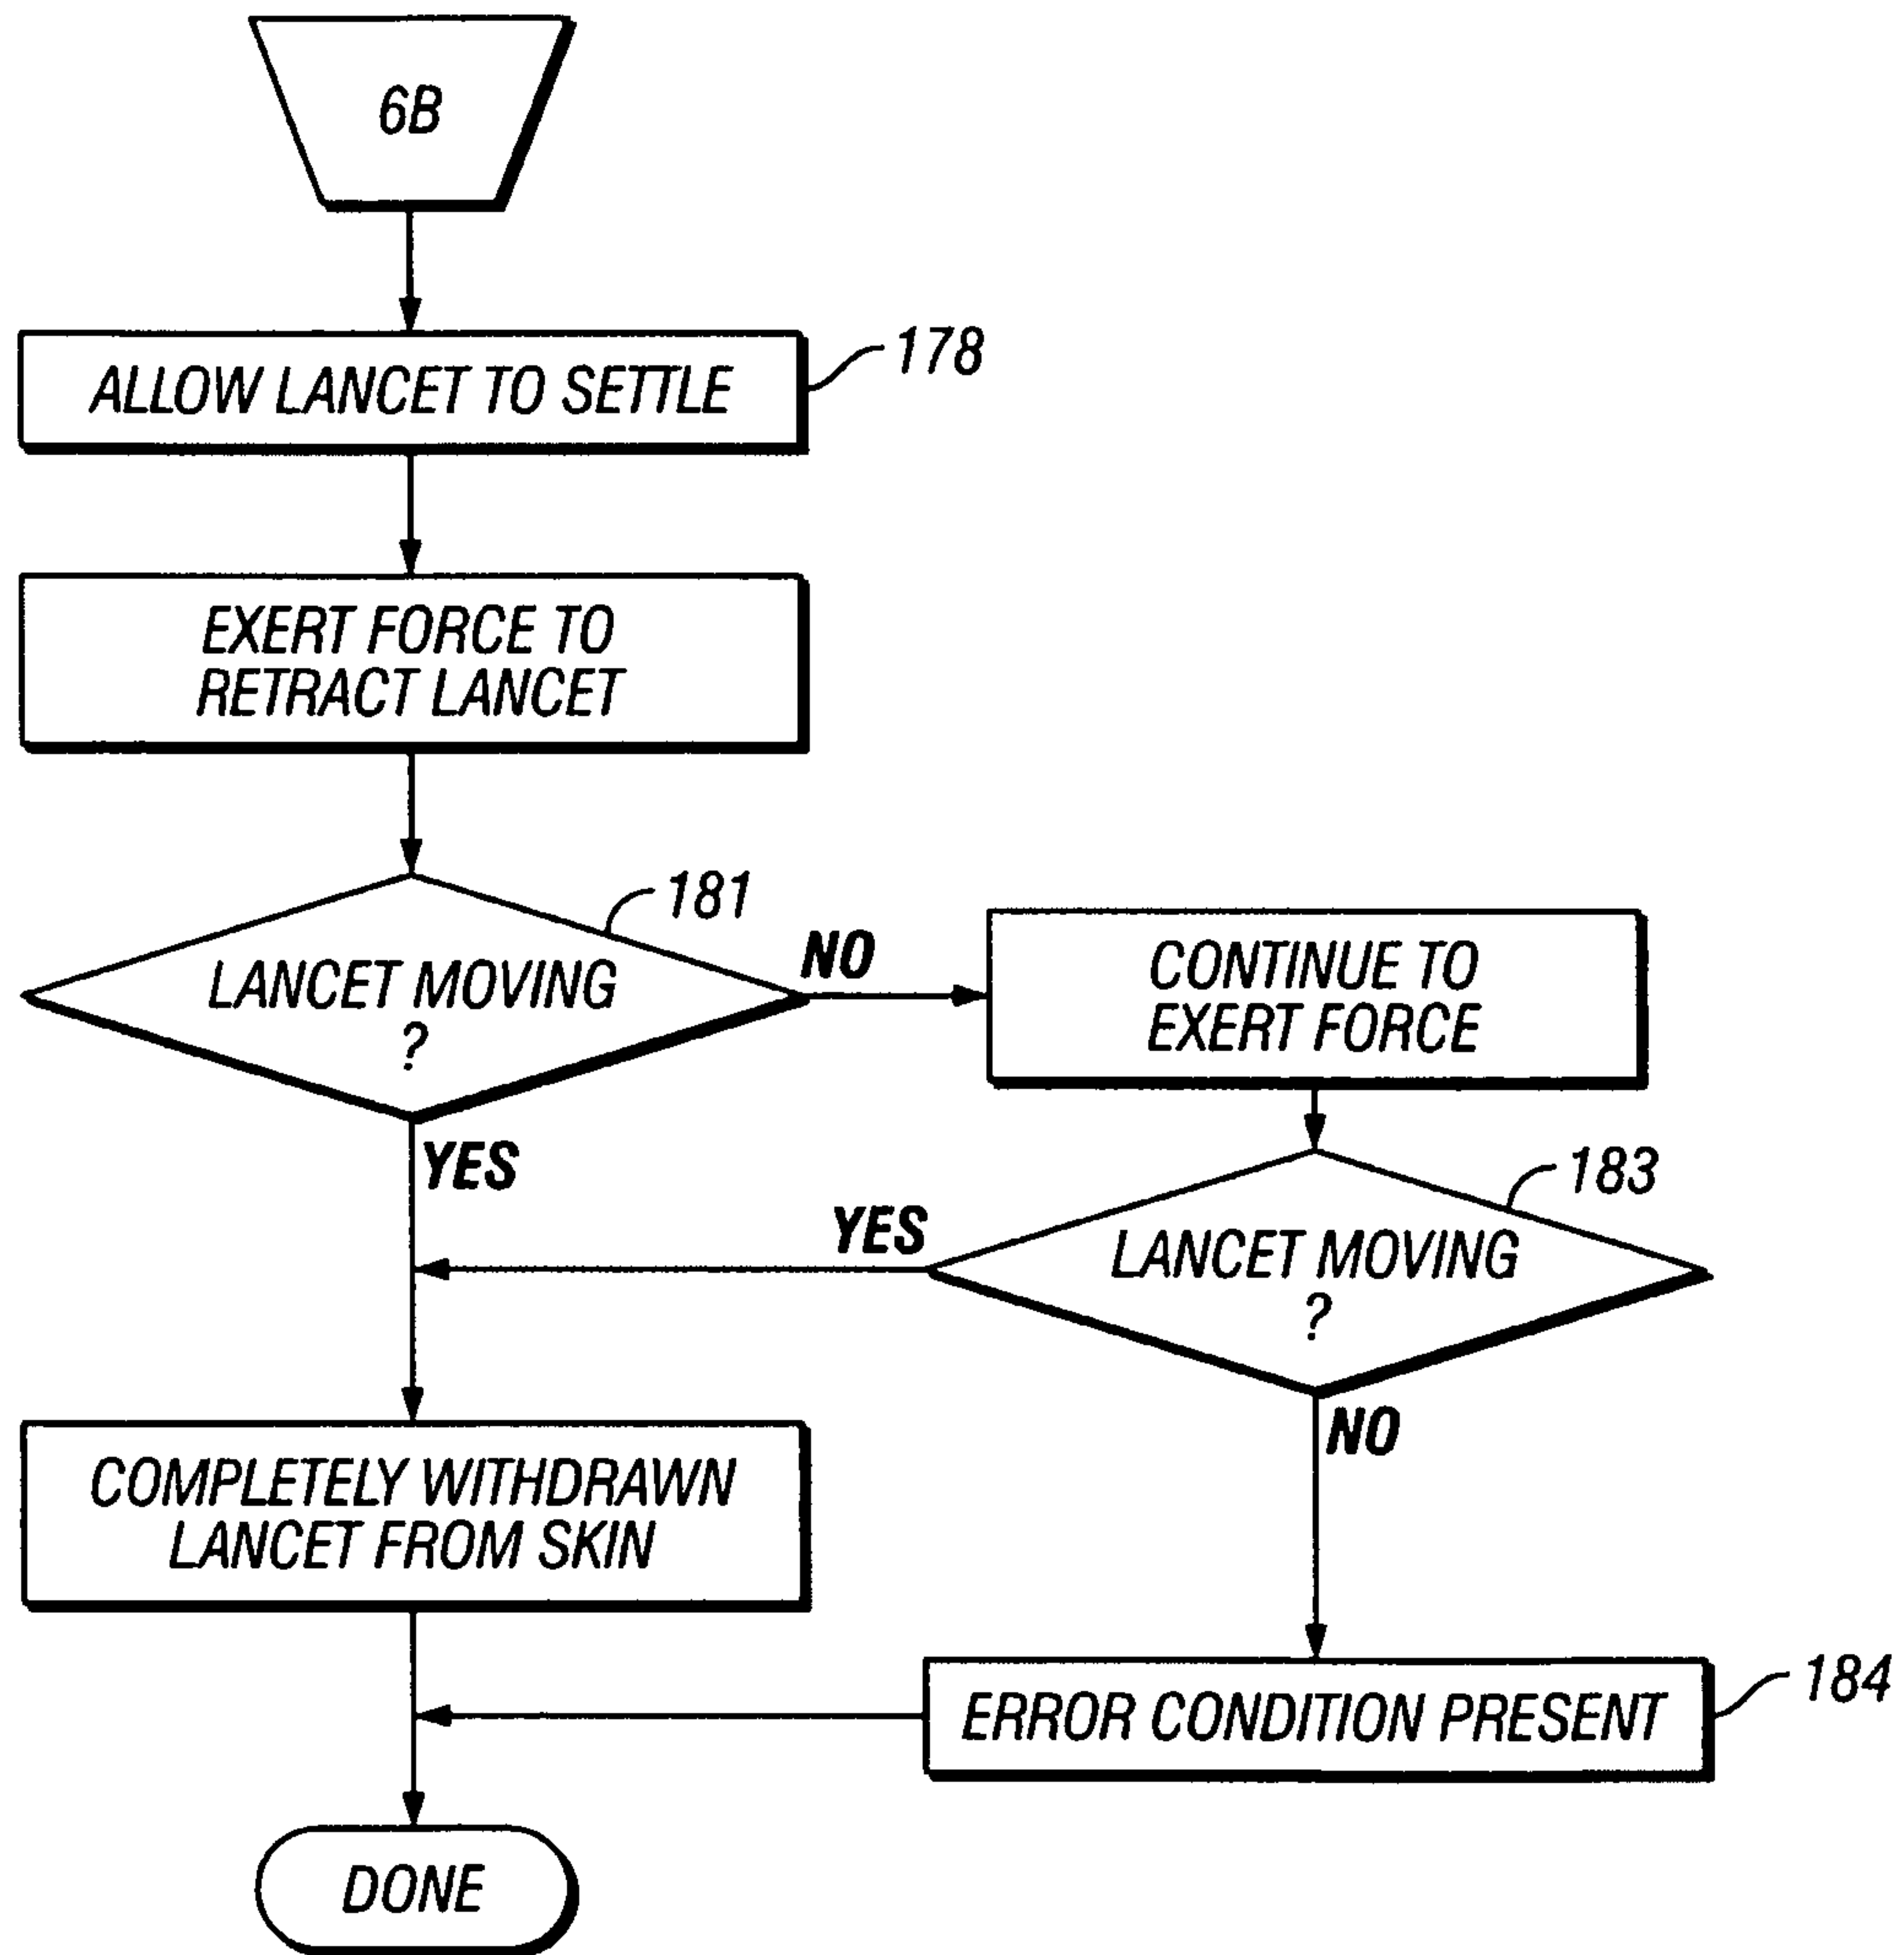 6B
ALLOW LANCET TO SETTLE
178
EXERT FORCE TO
RETRACT LANCET
181
LANCET MOVING
?
NO
CONTINUE TO
EXERT FORCE
YES
183
YES
LANCET MOVING
?
NO
COMPLETELY WITHDRAWN
LANCET FROM SKIN
ERROR CONDITION PRESENT
184
DONE